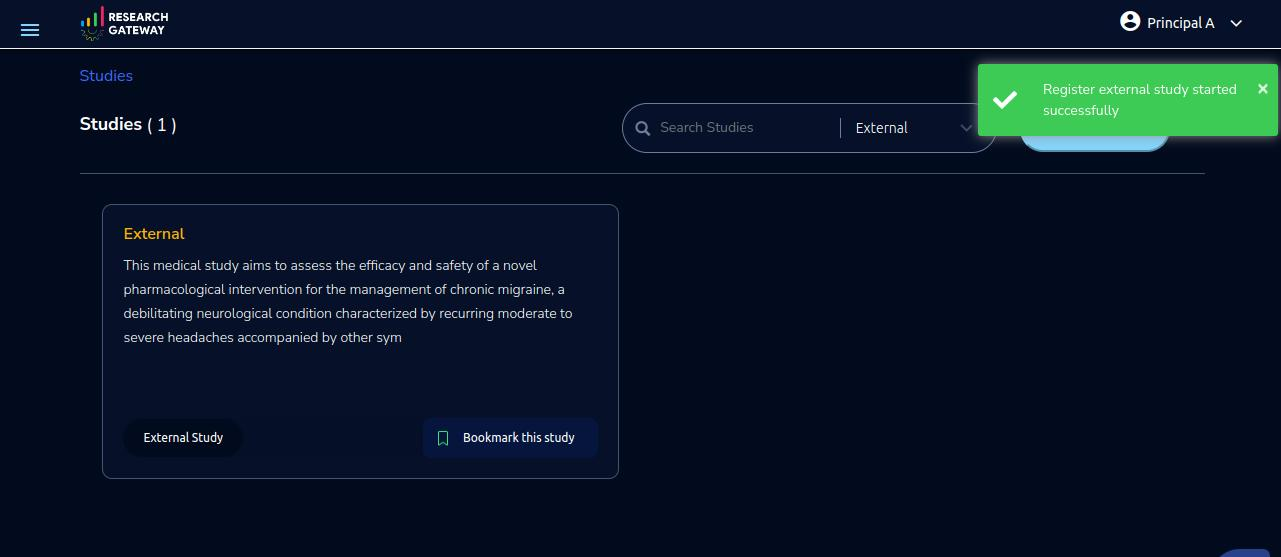 RESEARCH
GATEWAY
Principal A
Studies
Register external study started
successfully
×
Studies ( 1 )
Search Studies
External
External
This medical study aims to assess the efficacy and safety of a novel
pharmacological intervention for the management of chronic migraine, a
debilitating neurological condition characterized by recurring moderate to
severe headaches accompanied by other sym
External Study
Bookmark this study